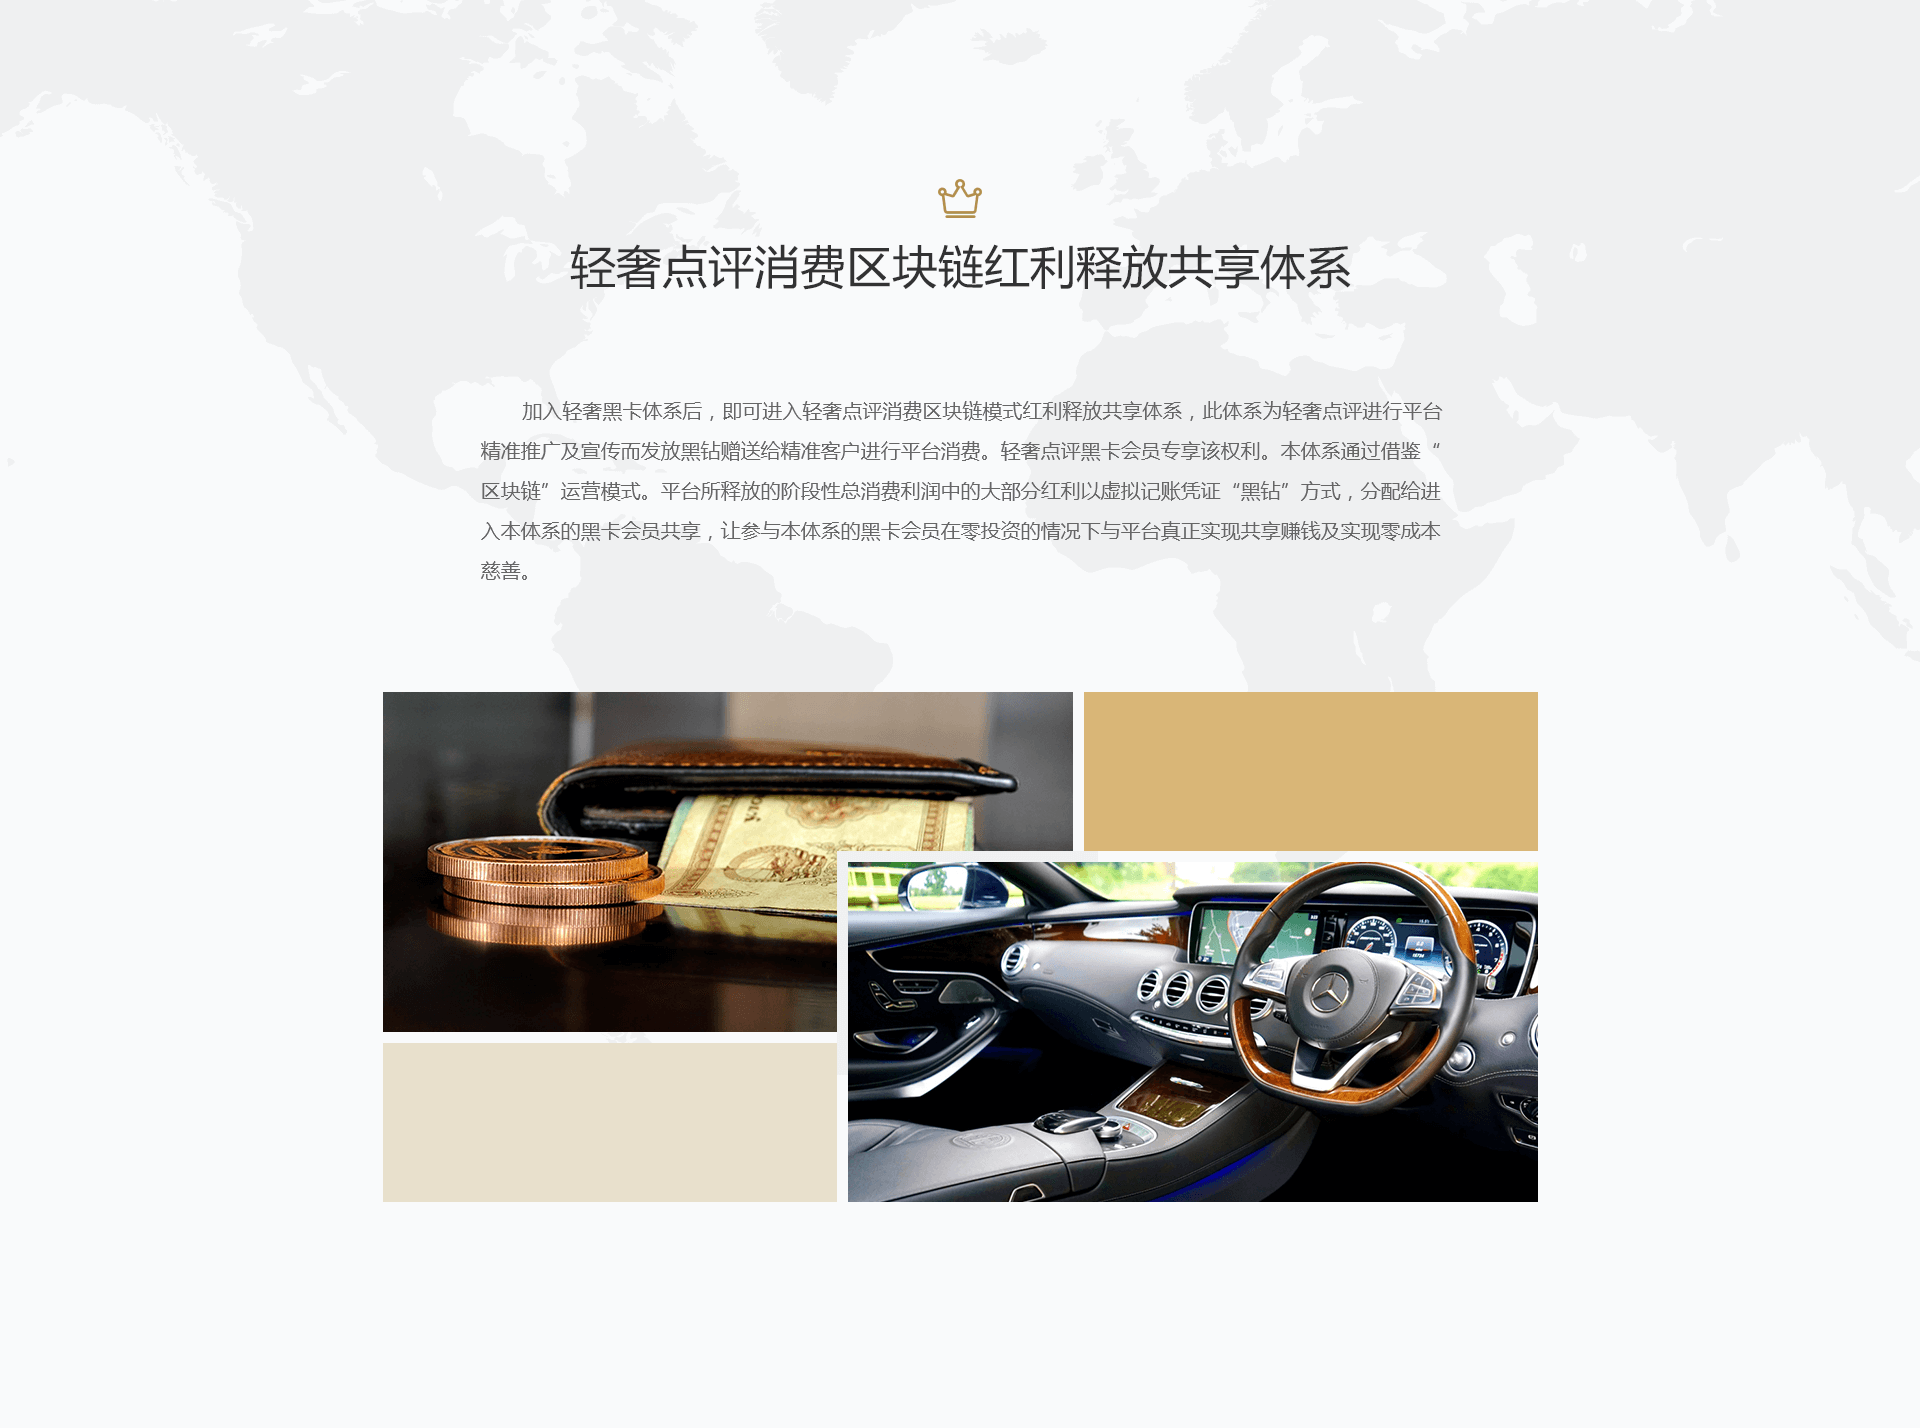 轻奢点评消费区块链红利释放共享体系
加入轻奢黑卡体系后，即可进入轻奢点评消费区块链模式红利释放共享体系，此体系为轻奢点评进行平台
精准推广及宣传而发放黑钻赠送给精准客户进行平台消费。轻奢点评黑卡会员专享该权利。本体系通过借鉴“
区块链”运营模式。平台所释放的阶段性总消费利润中的大部分红利以虚拟记账凭证“黑钻”方式，分配给进
入本体系的黑卡会员共享，让参与本体系的黑卡会员在零投资的情况下与平台真正实现共享赚钱及实现零成本
慈善。